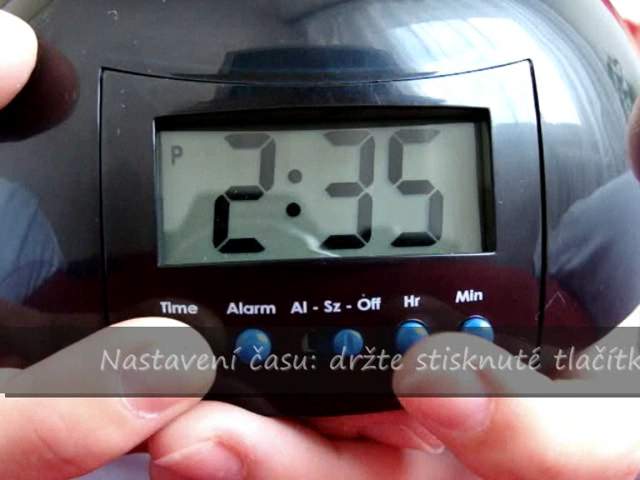 P 2:35
Time Alarm Al - Sz - Off Hr Min
Nastavení času: držte stisknuté tlačítk